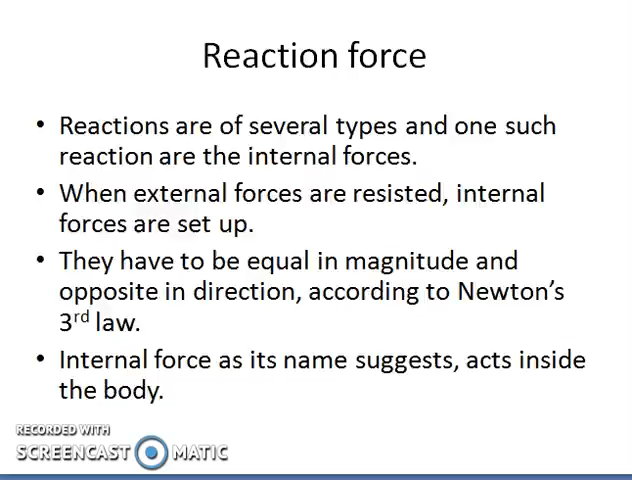 Reaction force
• Reactions are of several types and one such
reaction are the internal forces.
• When external forces are resisted, internal
forces are set up.
• They have to be equal in magnitude and
opposite in direction, according to Newton's
3rd law.
• Internal force as its name suggests, acts inside
the body.
RECORDED WITH
SCREENCAST MATIC